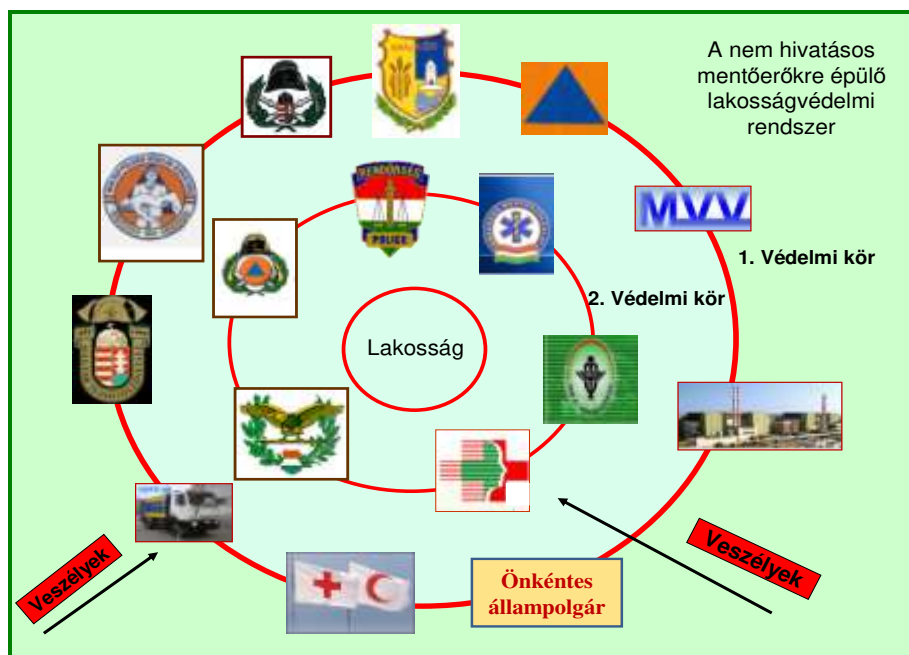 A nem hivatásos
mentőerőkre épülő
lakosságvédelmi
rendszer
MVV
1. Védelmi kör
RENDŐRSÉG
POLICE
2. Védelmi kör
Lakosság
Veszélyek
Veszélyek
Önkéntes
állampolgár